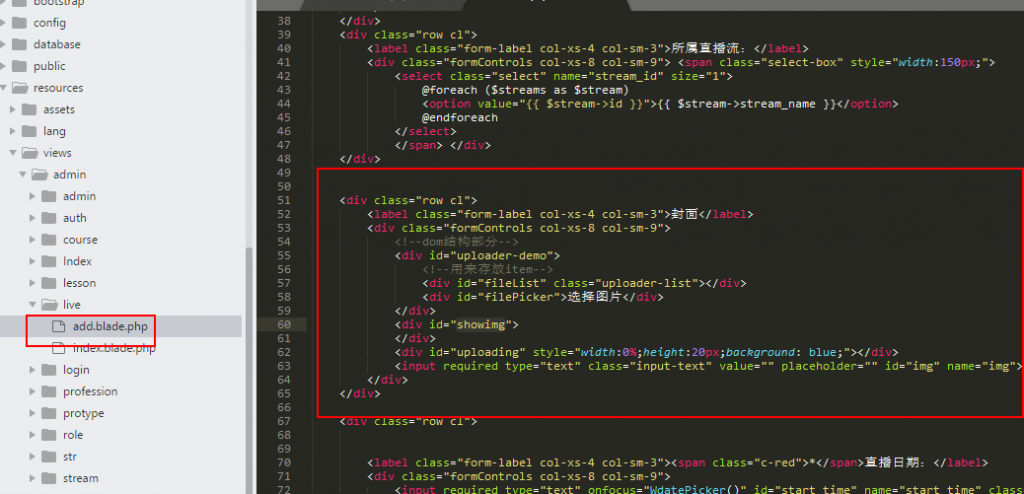 bootstrap
config
database
public
resources
assets
lang
views
admin
admin
auth
course
Index
lesson
live
add.blade.php
index.blade.php
login
profession
protype
role
str
stream
38 </div>
39 <div class="row cl">
40 <label class="form-label col-xs-4 col-sm-3">所属直播流：</label>
41 <div class="formControls col-xs-8 col-sm-9"> <span class="select-box" style="width:150px;">
42 <select class="select" name="stream_id" size="1">
43 @foreach ($streams as $stream)
44 <option value="{{ $stream->id }}">{{ $stream->stream_name }}</option>
45 @endforeach
46 </select>
47 </span> </div>
48 </div>
49
50
51 <div class="row cl">
52 <label class="form-label col-xs-4 col-sm-3">封面</label>
53 <div class="formControls col-xs-8 col-sm-9">
54 <!--dom结构部分-->
55 <div id="uploader-demo">
56 <!--用来存放item-->
57 <div id="fileList" class="uploader-list"></div>
58 <div id="filePicker">选择图片</div>
59 </div>
60 <div id="showimg">
61 </div>
62 <div id="uploading" style="width:0%;height:20px;background: blue;"></div>
63 <input required type="text" class="input-text" value="" placeholder="" id="img" name="img">
64 </div>
65 </div>
66
67 <div class="row cl">
68
69
70 <label class="form-label col-xs-4 col-sm-3"><span class="c-red">*</span>直播日期：</label>
71 <div class="formControls col-xs-8 col-sm-9">
72 <input required type="text" onfocus="WdatePicker()" id="start_time" name="start_time" class